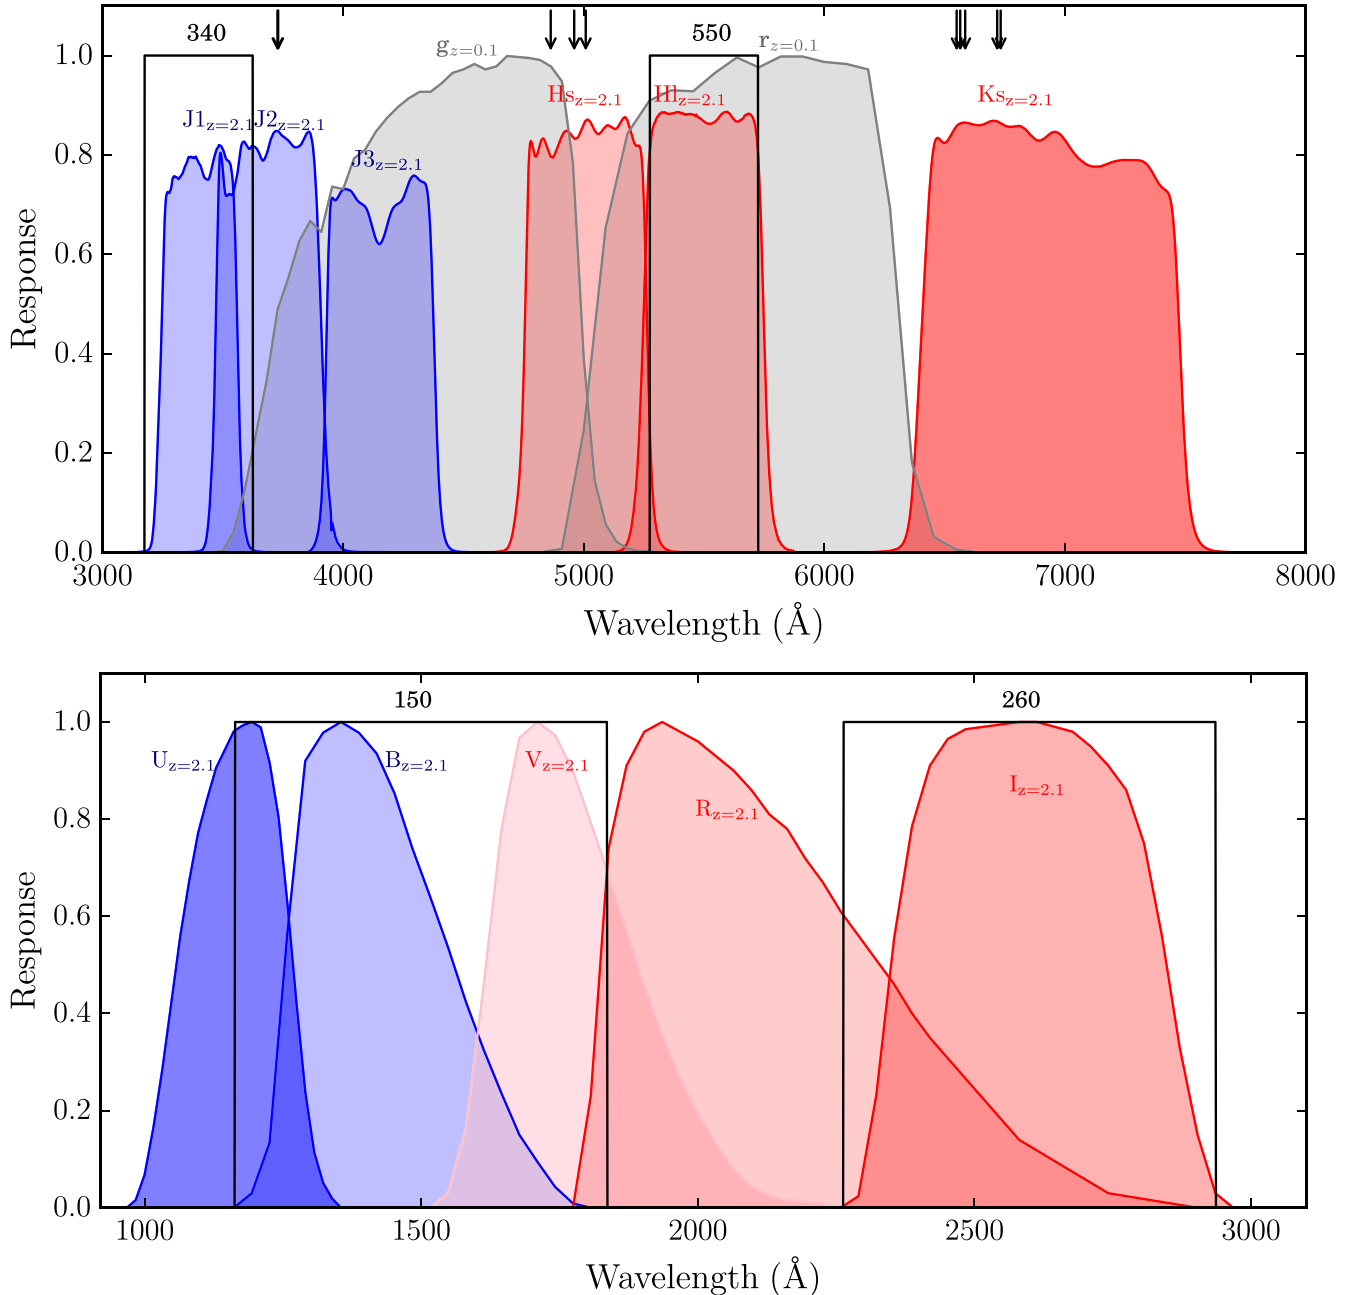 340
550
g_{z=0.1}
r_{z=0.1}
J1_{z=2.1} J2_{z=2.1}
J3_{z=2.1}
Hs_{z=2.1} Hl_{z=2.1}
Ks_{z=2.1}
1.0
0.8
0.6
0.4
0.2
0.0
Response
3000 4000 5000 6000 7000 8000
Wavelength (Å)
150
260
U_{z=2.1}
B_{z=2.1}
V_{z=2.1}
R_{z=2.1}
I_{z=2.1}
1.0
0.8
0.6
0.4
0.2
0.0
Response
1000 1500 2000 2500 3000
Wavelength (Å)